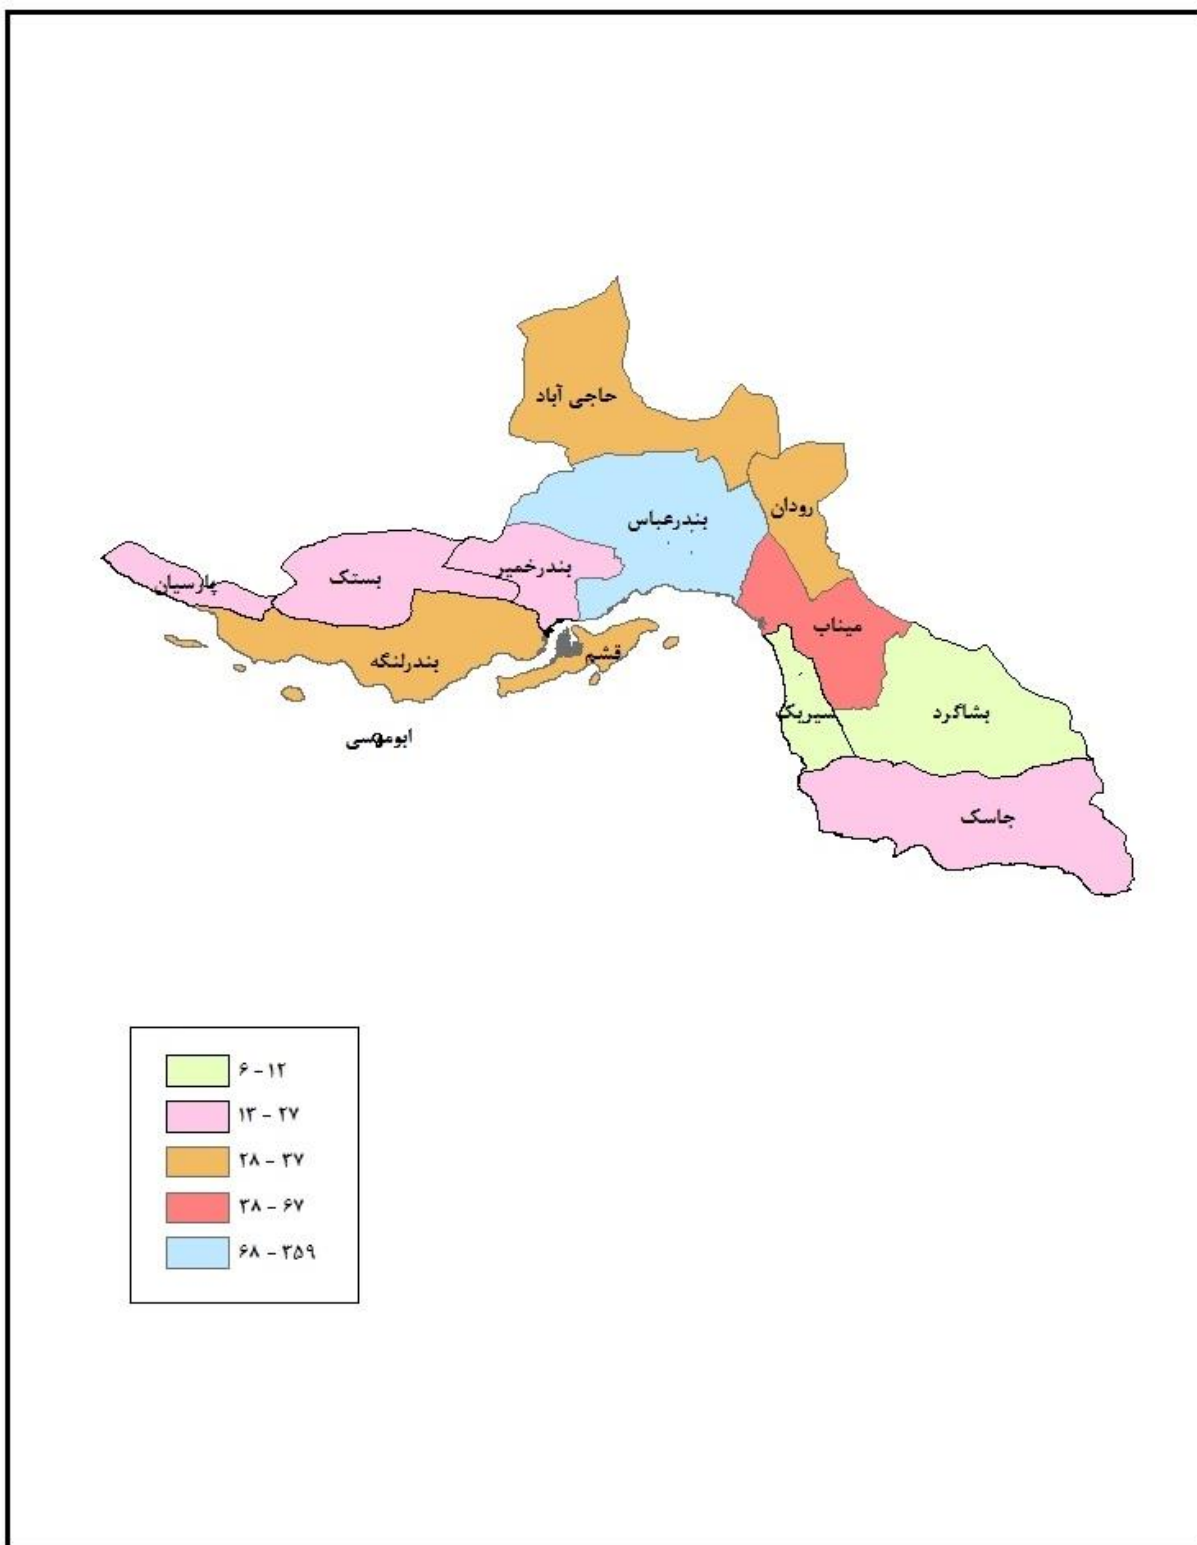 حاجی آباد
رودان
بندرعباس
بندرخمیر
بستک
پارسیان
میناب
قشم
بندرلنگه
سیریک
بشاگرد
ابوموسی
جاسک
۶ - ۱۲
۱۳ - ۲۷
۲۸ - ۳۷
۳۸ - ۶۷
۶۸ - ۳۵۹